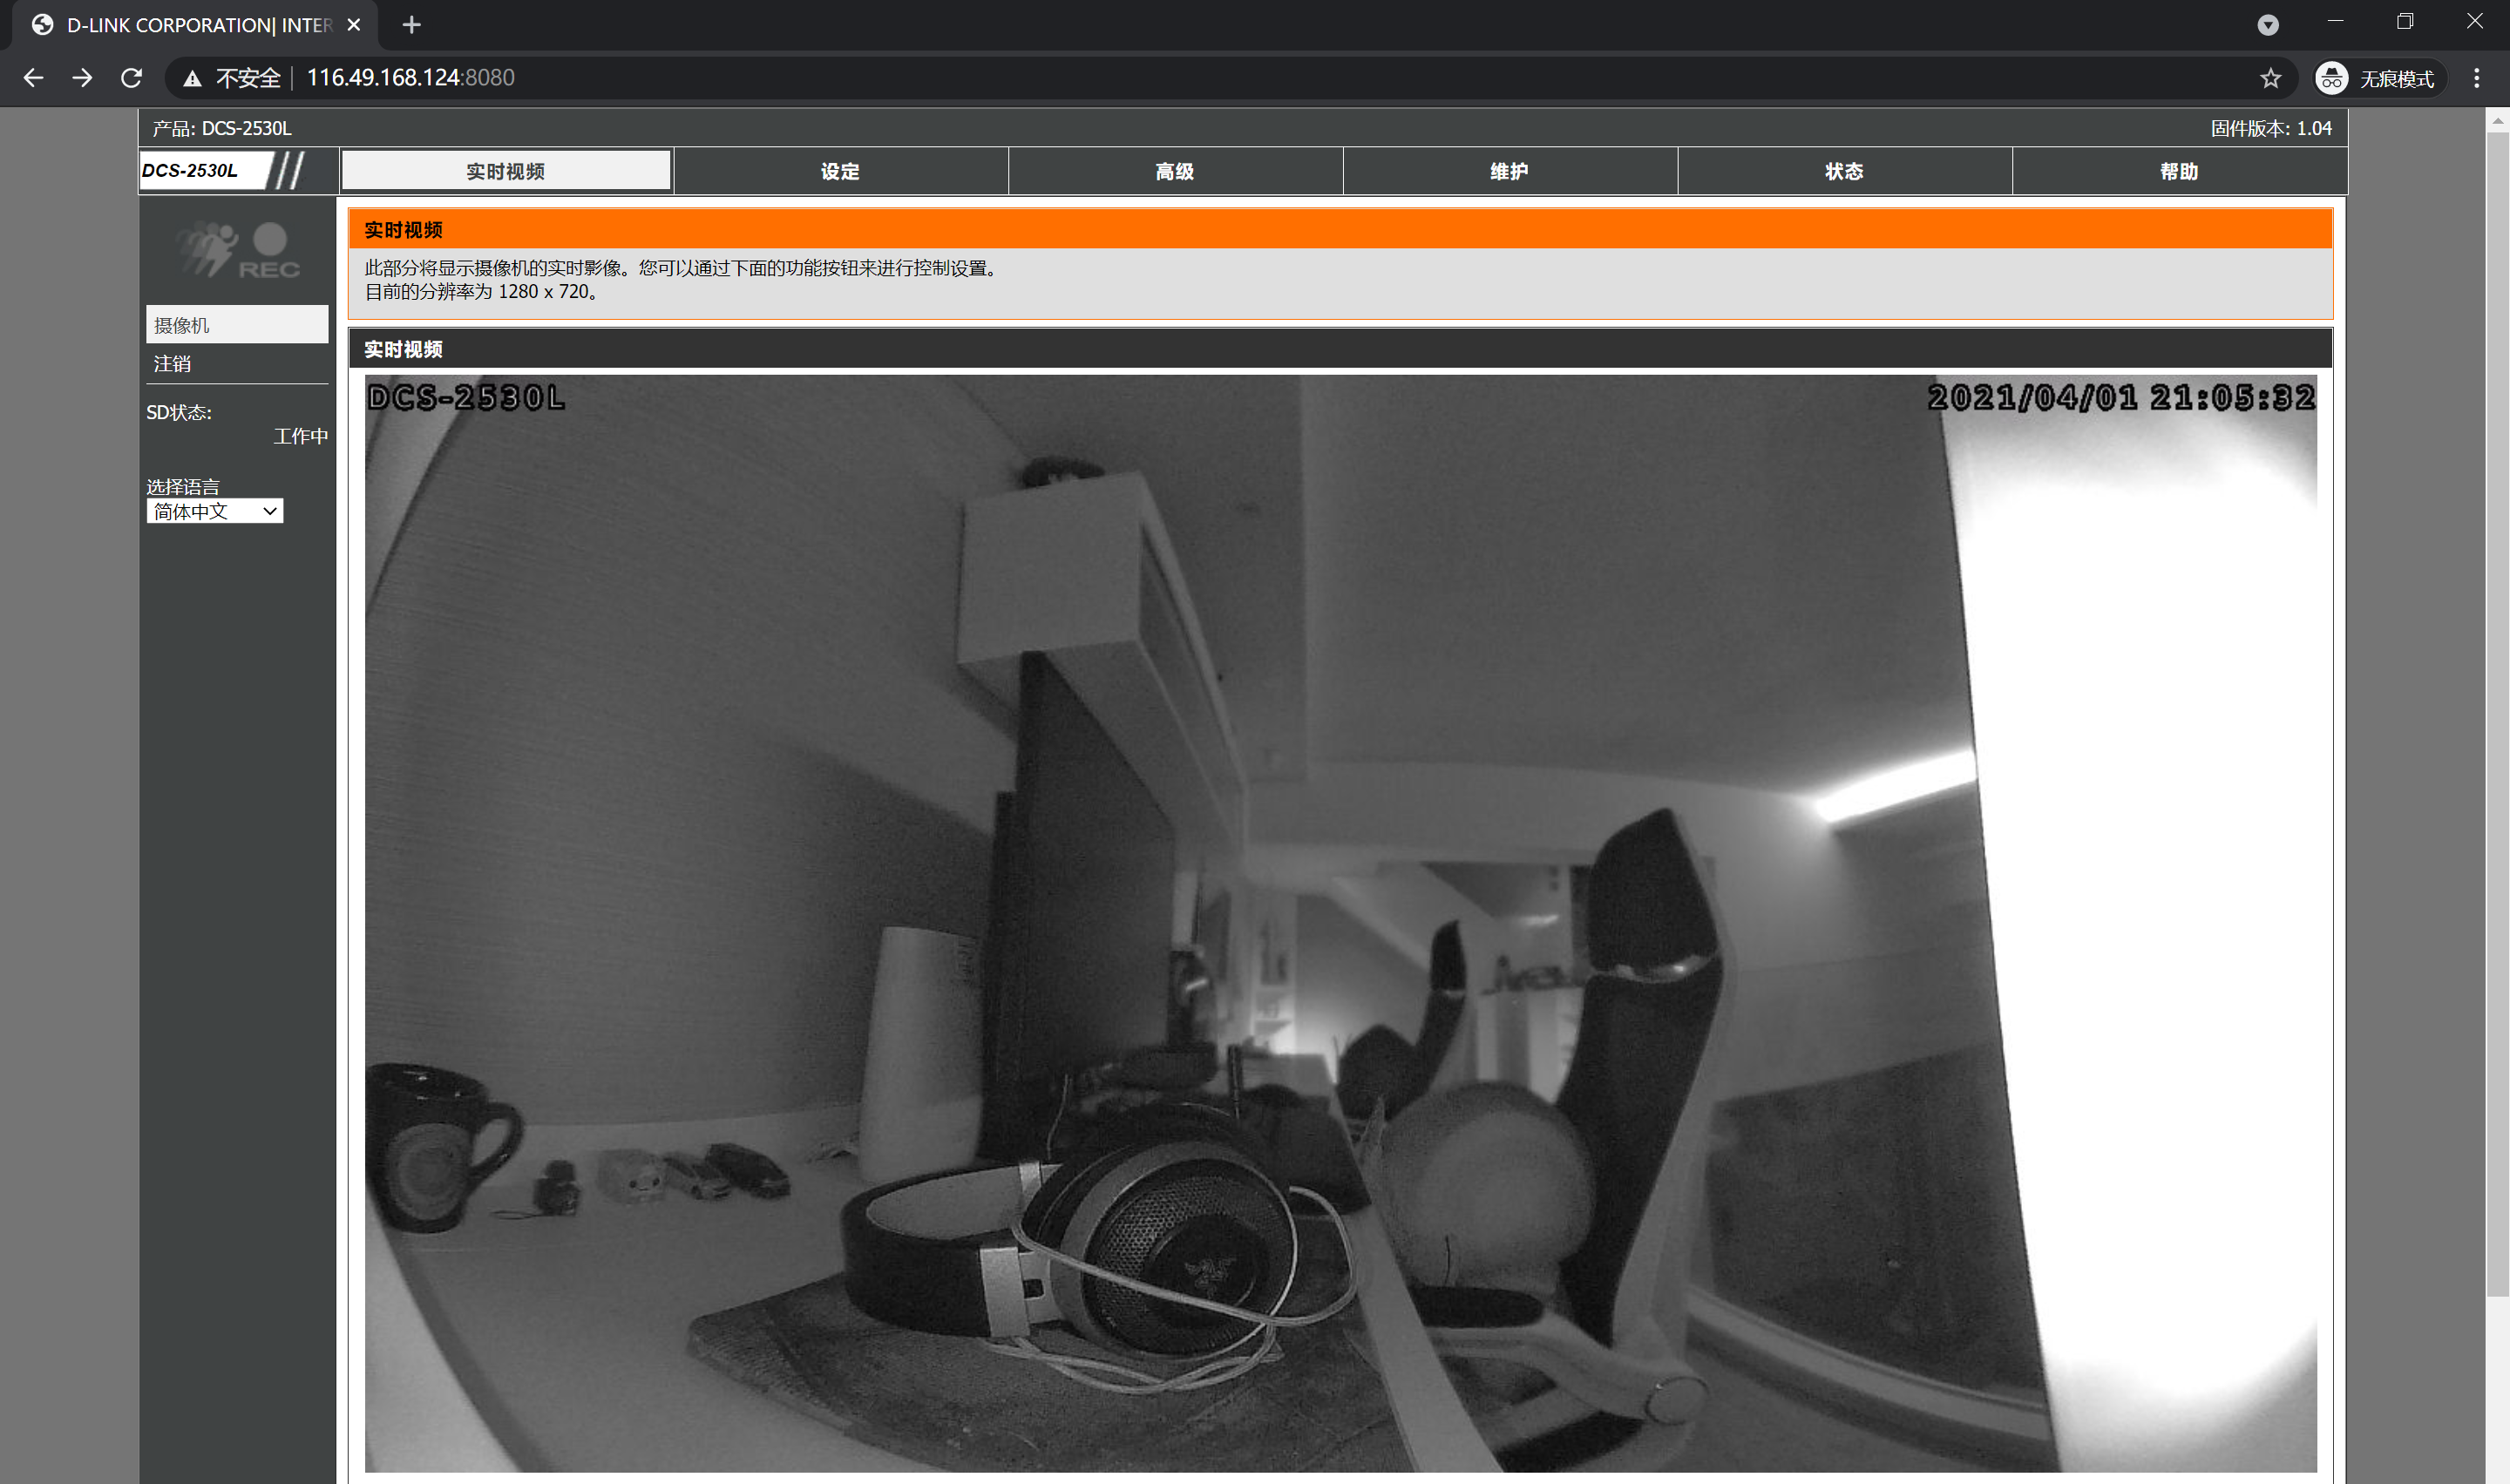 D-LINK CORPORATION| INTER
不安全
116.49.168.124:8080
无痕模式
产品: DCS-2530L
固件版本: 1.04
DCS-2530L
实时视频
设定
高级
维护
状态
帮助
REC
摄像机
注销
SD状态:
工作中
选择语言
简体中文
实时视频
此部分将显示摄像机的实时影像。您可以通过下面的功能按钮来进行控制设置。
目前的分辨率为 1280 x 720。
实时视频
DCS-2530L
2021/04/01 21:05:32